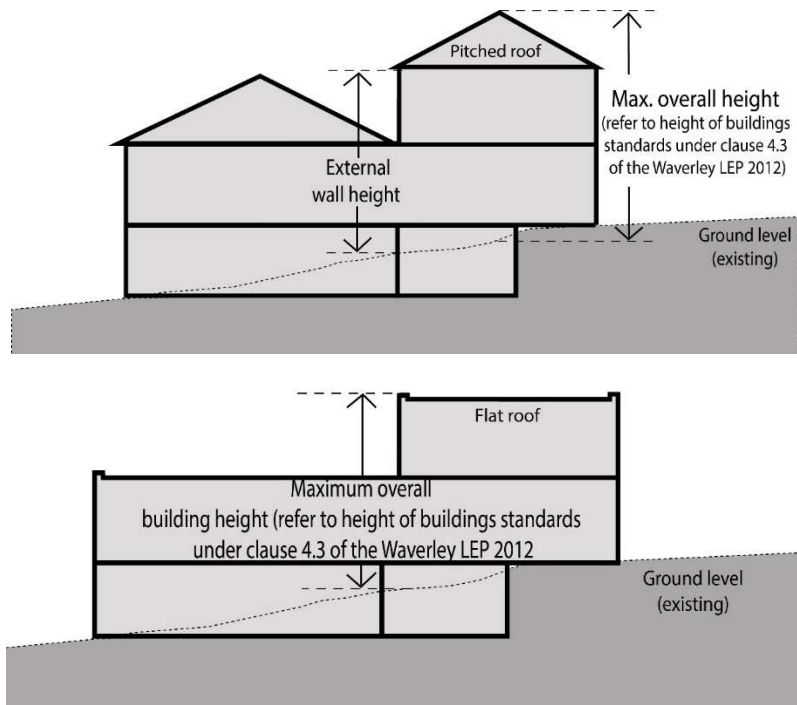 Pitched roof
Max. overall height
(refer to height of buildings
standards under clause 4.3
of the Waverley LEP 2012)
External
wall height
Ground level
(existing)
Flat roof
Maximum overall
building height (refer to height of buildings standards
under clause 4.3 of the Waverley LEP 2012
Ground level
(existing)